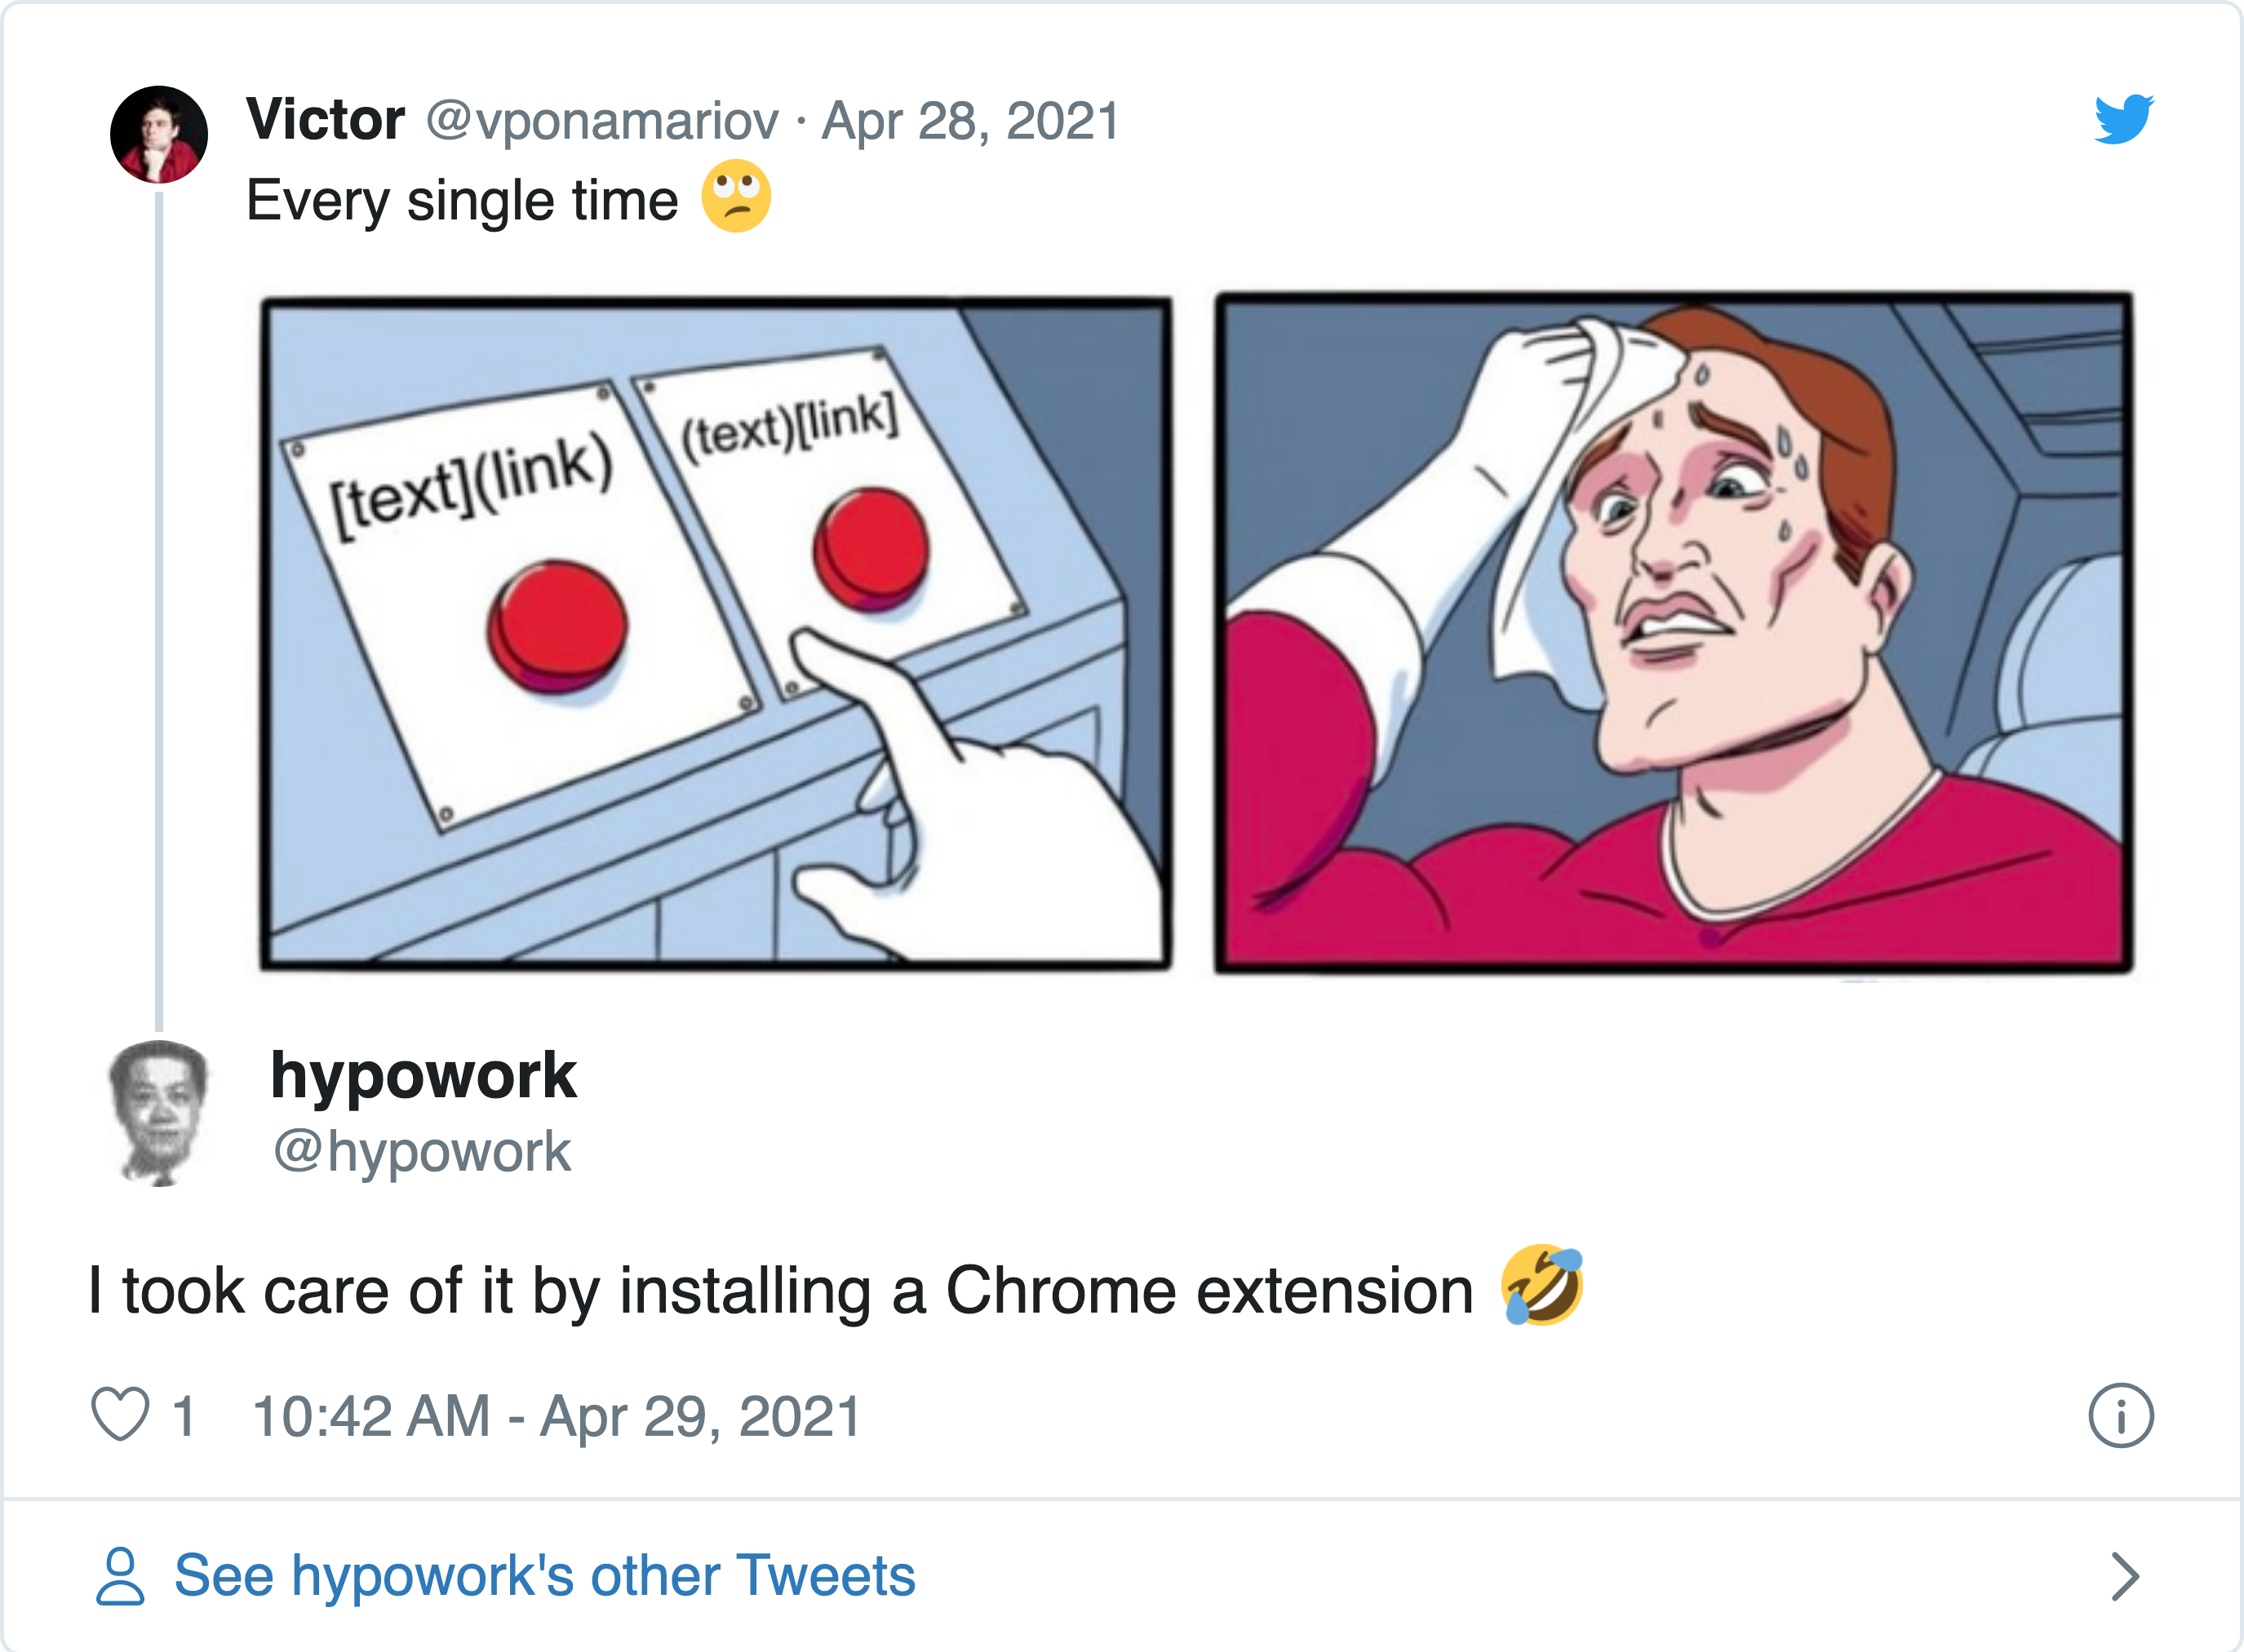 Victor @vponamariov · Apr 28, 2021
Every single time 🙄
[text](link)
(text)[link]
hypowork
@hypowork
I took care of it by installing a Chrome extension 🤣
1 10:42 AM - Apr 29, 2021
See hypowork's other Tweets